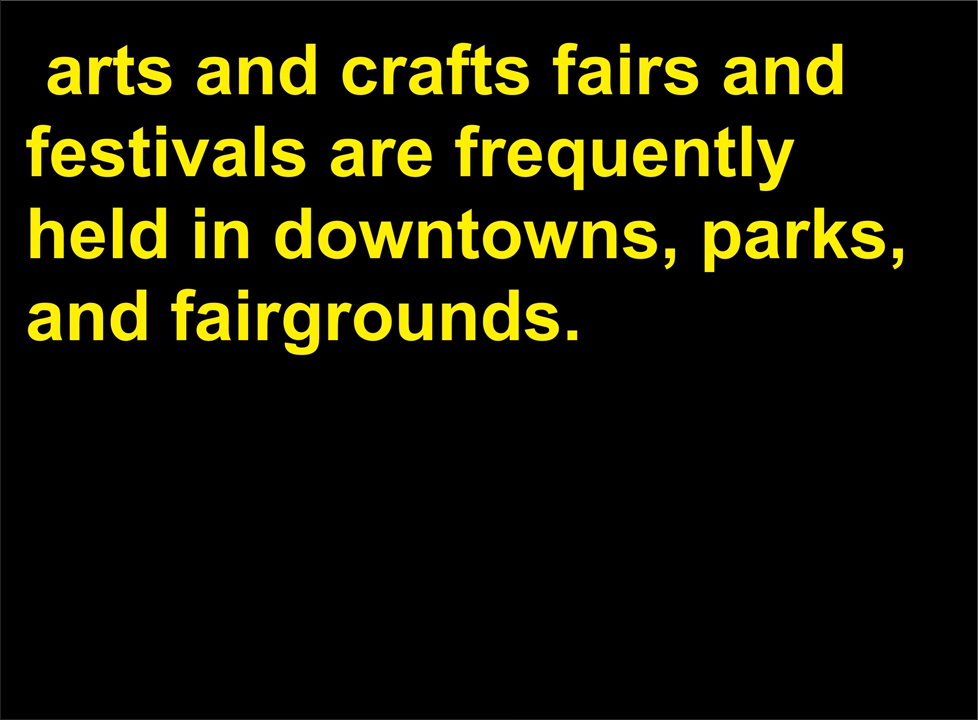 arts and crafts fairs and
festivals are frequently
held in downtowns, parks,
and fairgrounds.